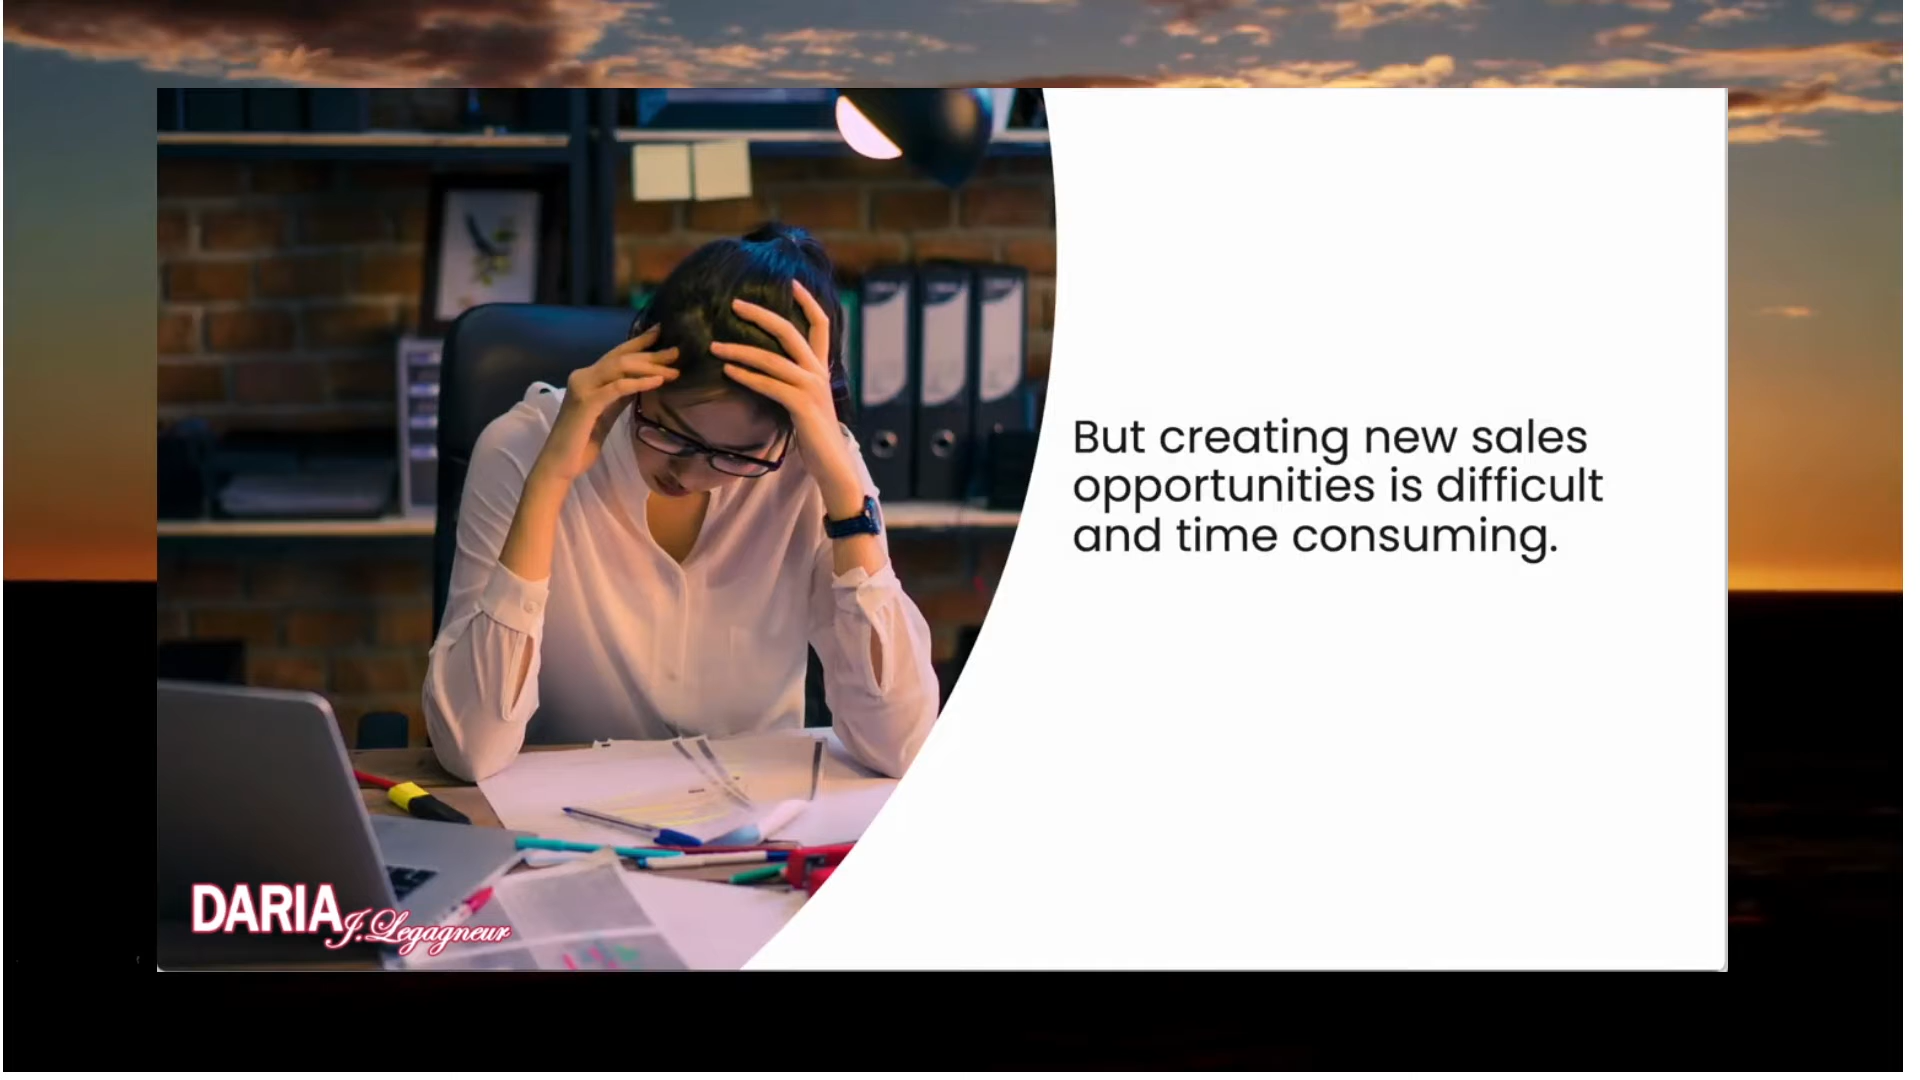 But creating new sales
opportunities is difficult
and time consuming.
DARIA J. Legagneur